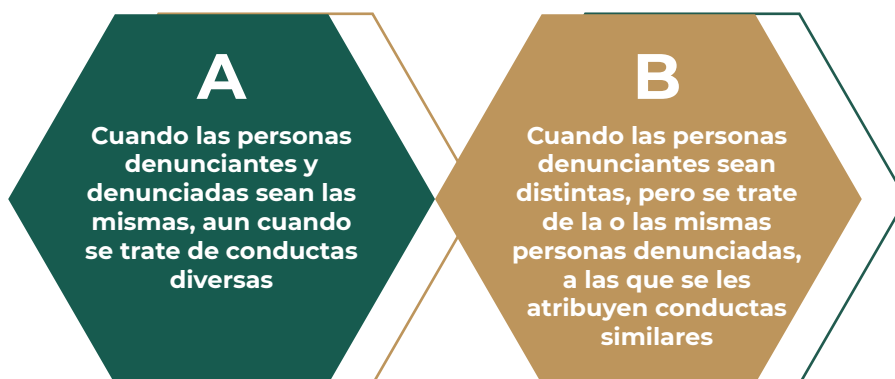 A
Cuando las personas
denunciantes y
denunciadas sean las
mismas, aun cuando
se trate de conductas
diversas
B
Cuando las personas
denunciantes sean
distintas, pero se trate
de la o las mismas
personas denunciadas,
a las que se les
atribuyen conductas
similares